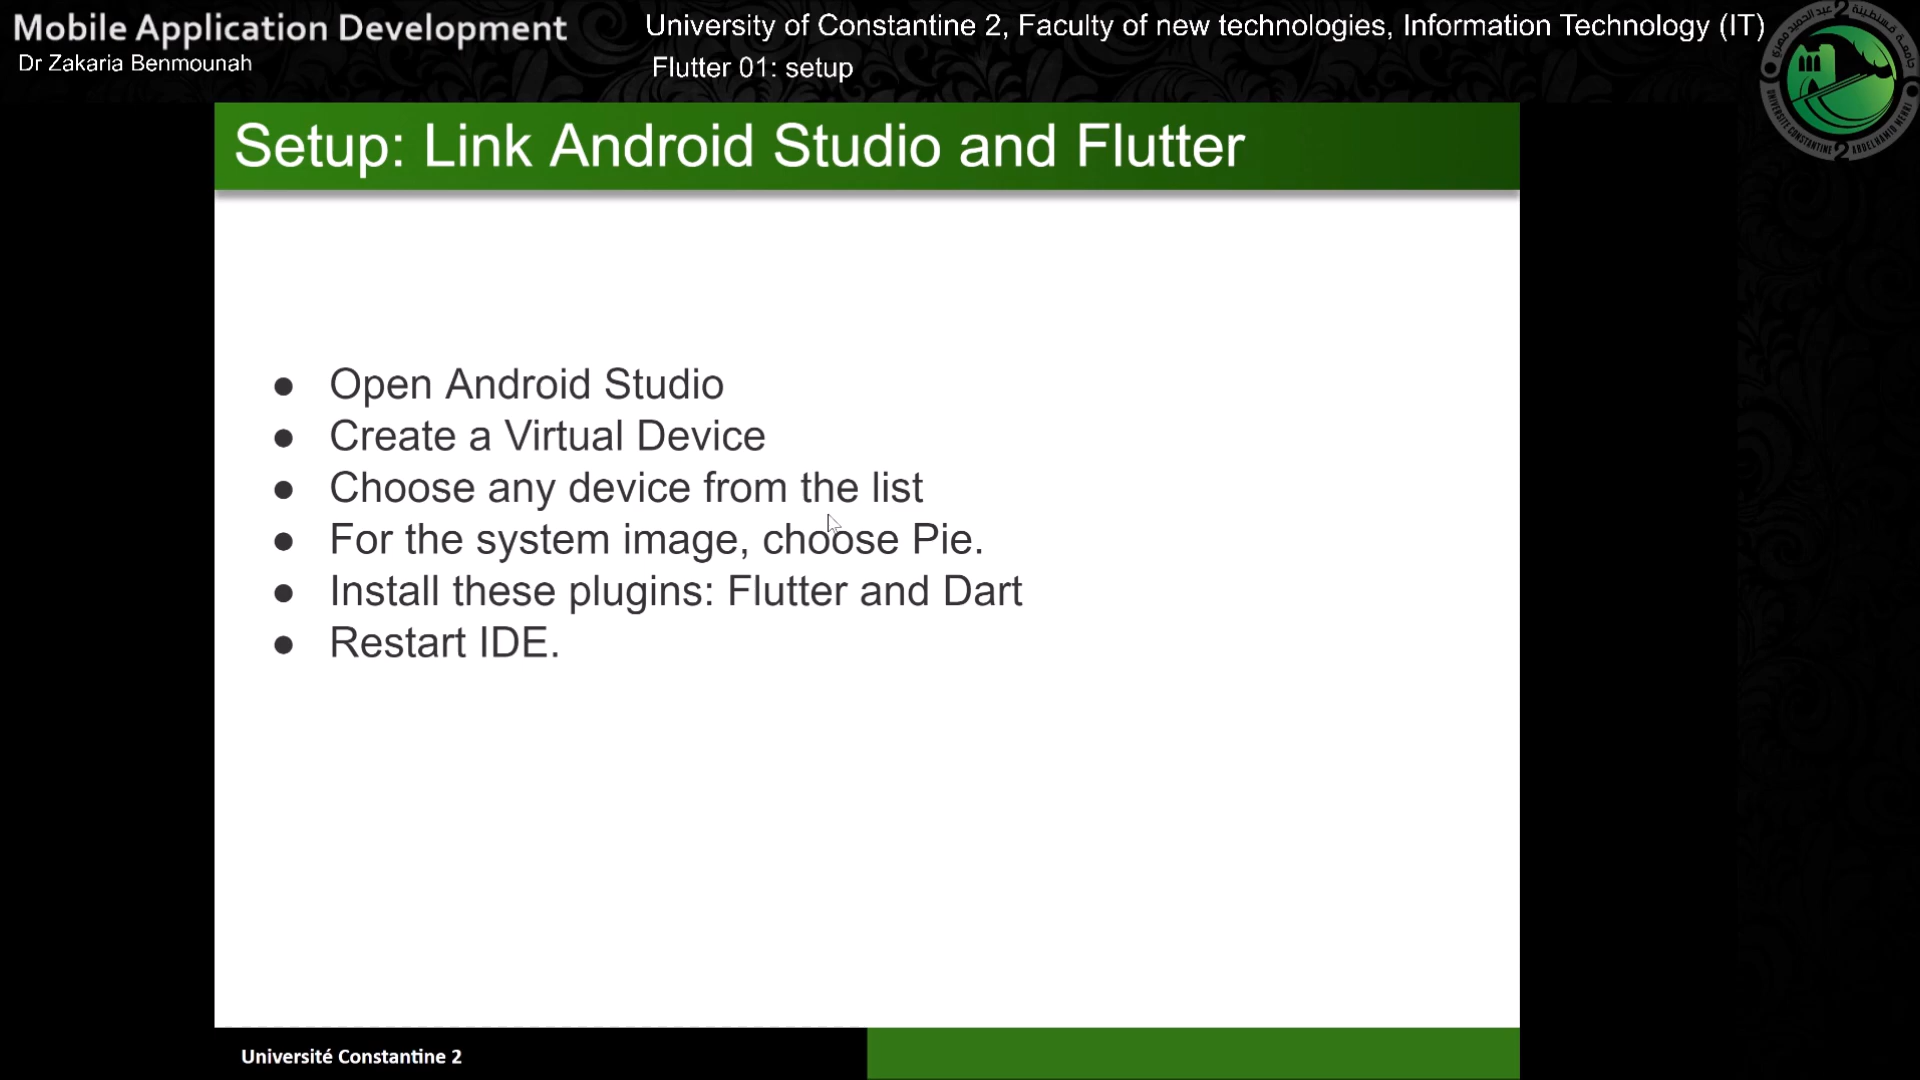 Mobile Application Development
Dr Zakaria Benmounah
University of Constantine 2, Faculty of new technologies, Information Technology (IT)
Flutter 01: setup
Setup: Link Android Studio and Flutter
● Open Android Studio
● Create a Virtual Device
● Choose any device from the list
● For the system image, choose Pie.
● Install these plugins: Flutter and Dart
● Restart IDE.
Université Constantine 2